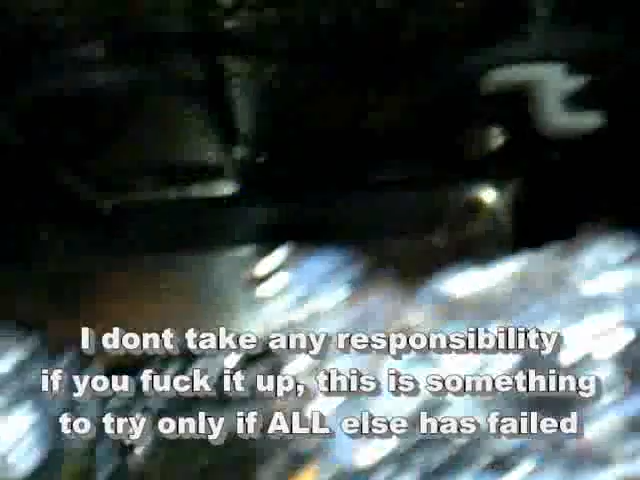 I dont take any responsibility
if you fuck it up, this is something
to try only if ALL else has failed